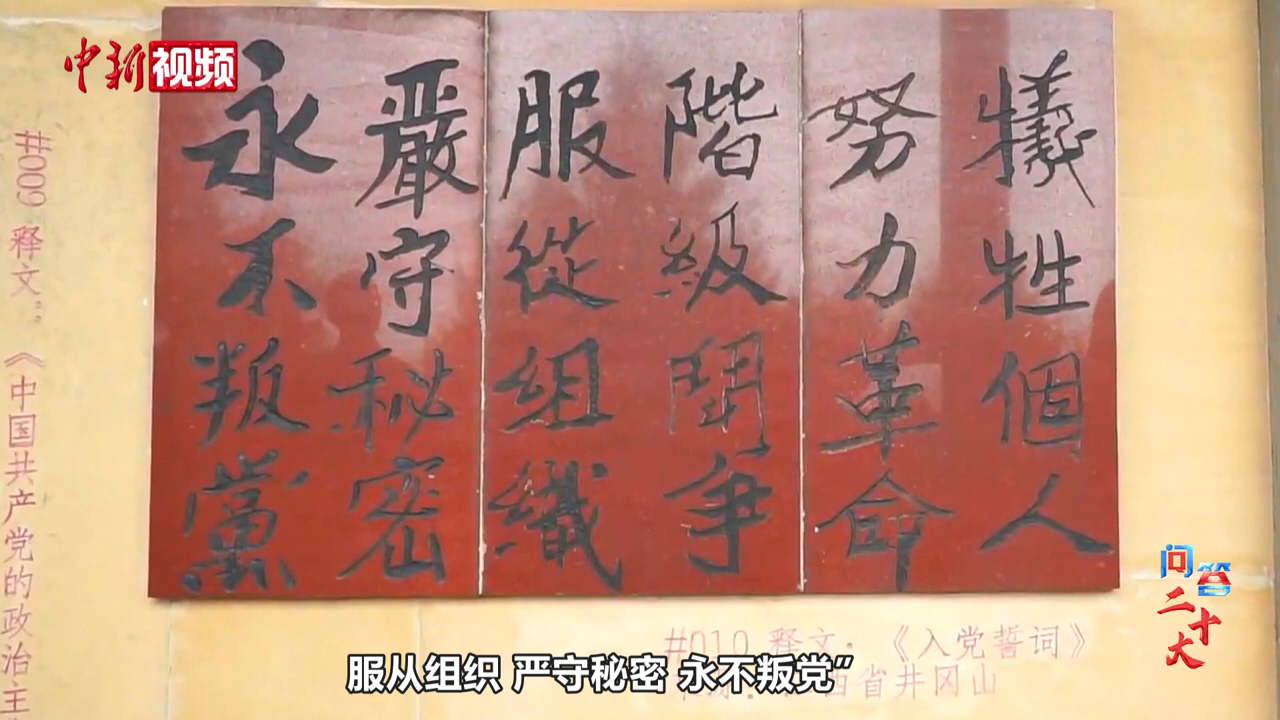 中新视频
犧牲個人
努力革命
階級鬪爭
服從組織
嚴守秘密
永不叛黨
#009 释文:《中国共产党的政治主
#010 释文:《入党誓词》
西省井冈山
服从组织 严守秘密 永不叛党”
问答
二十大